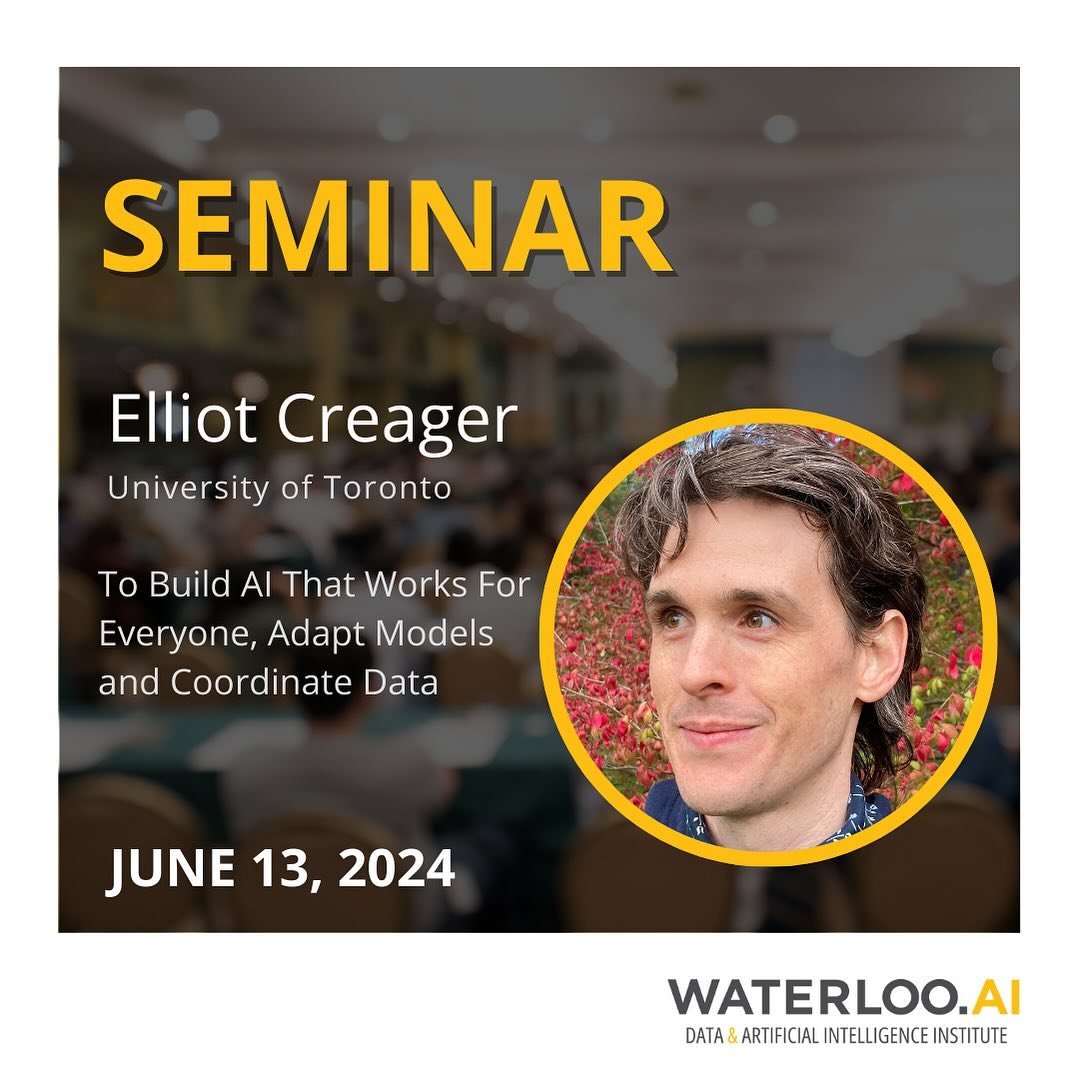 SEMINAR
Elliot Creager
University of Toronto
To Build AI That Works For
Everyone, Adapt Models
and Coordinate Data
JUNE 13, 2024
WATERLOO.AI
DATA & ARTIFICIAL INTELLIGENCE INSTITUTE